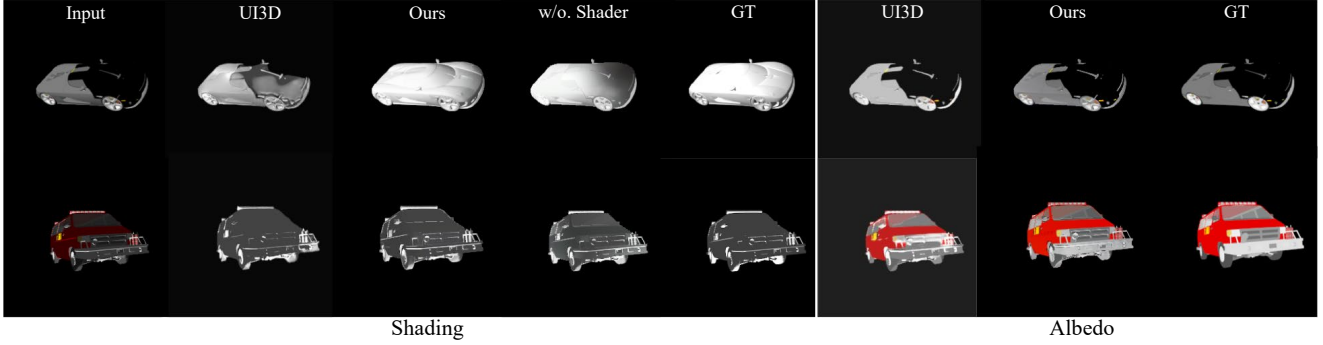 Input UI3D Ours w/o. Shader GT UI3D Ours GT
Shading Albedo